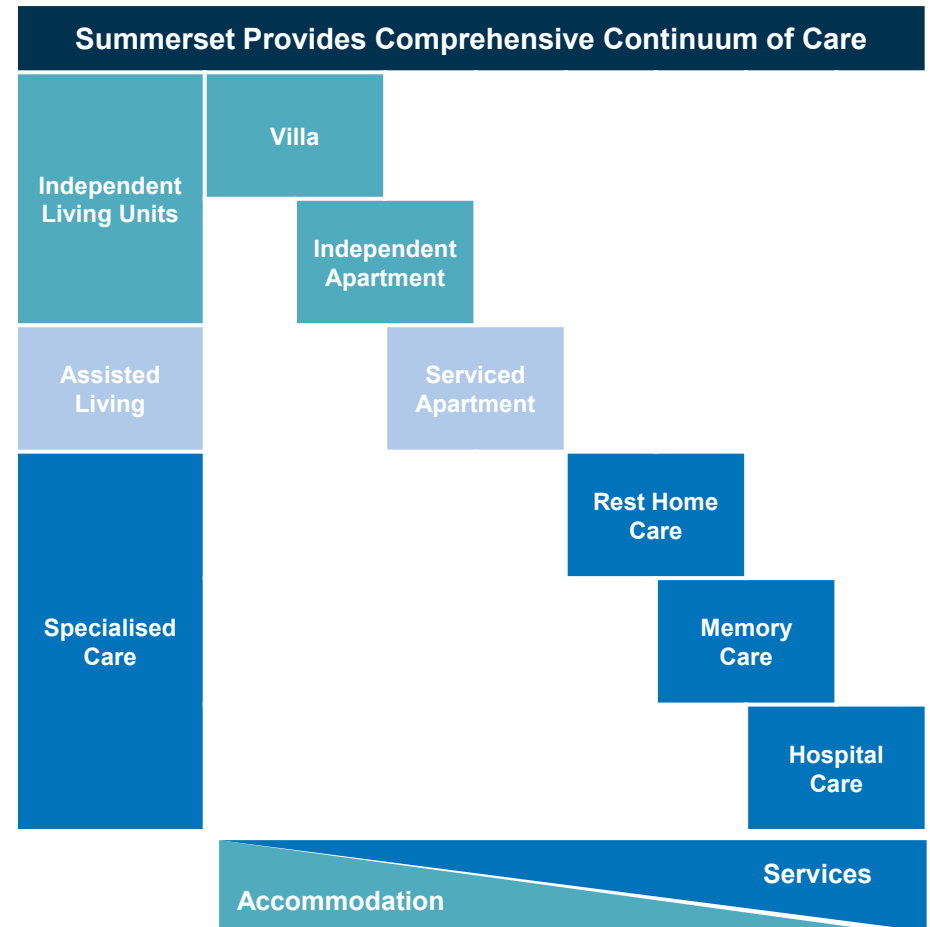 Summerset Provides Comprehensive Continuum of Care
Independent
Living Units
Villa
Independent
Apartment
Assisted
Living
Serviced
Apartment
Specialised
Care
Rest Home
Care
Memory
Care
Hospital
Care
Accommodation
Services